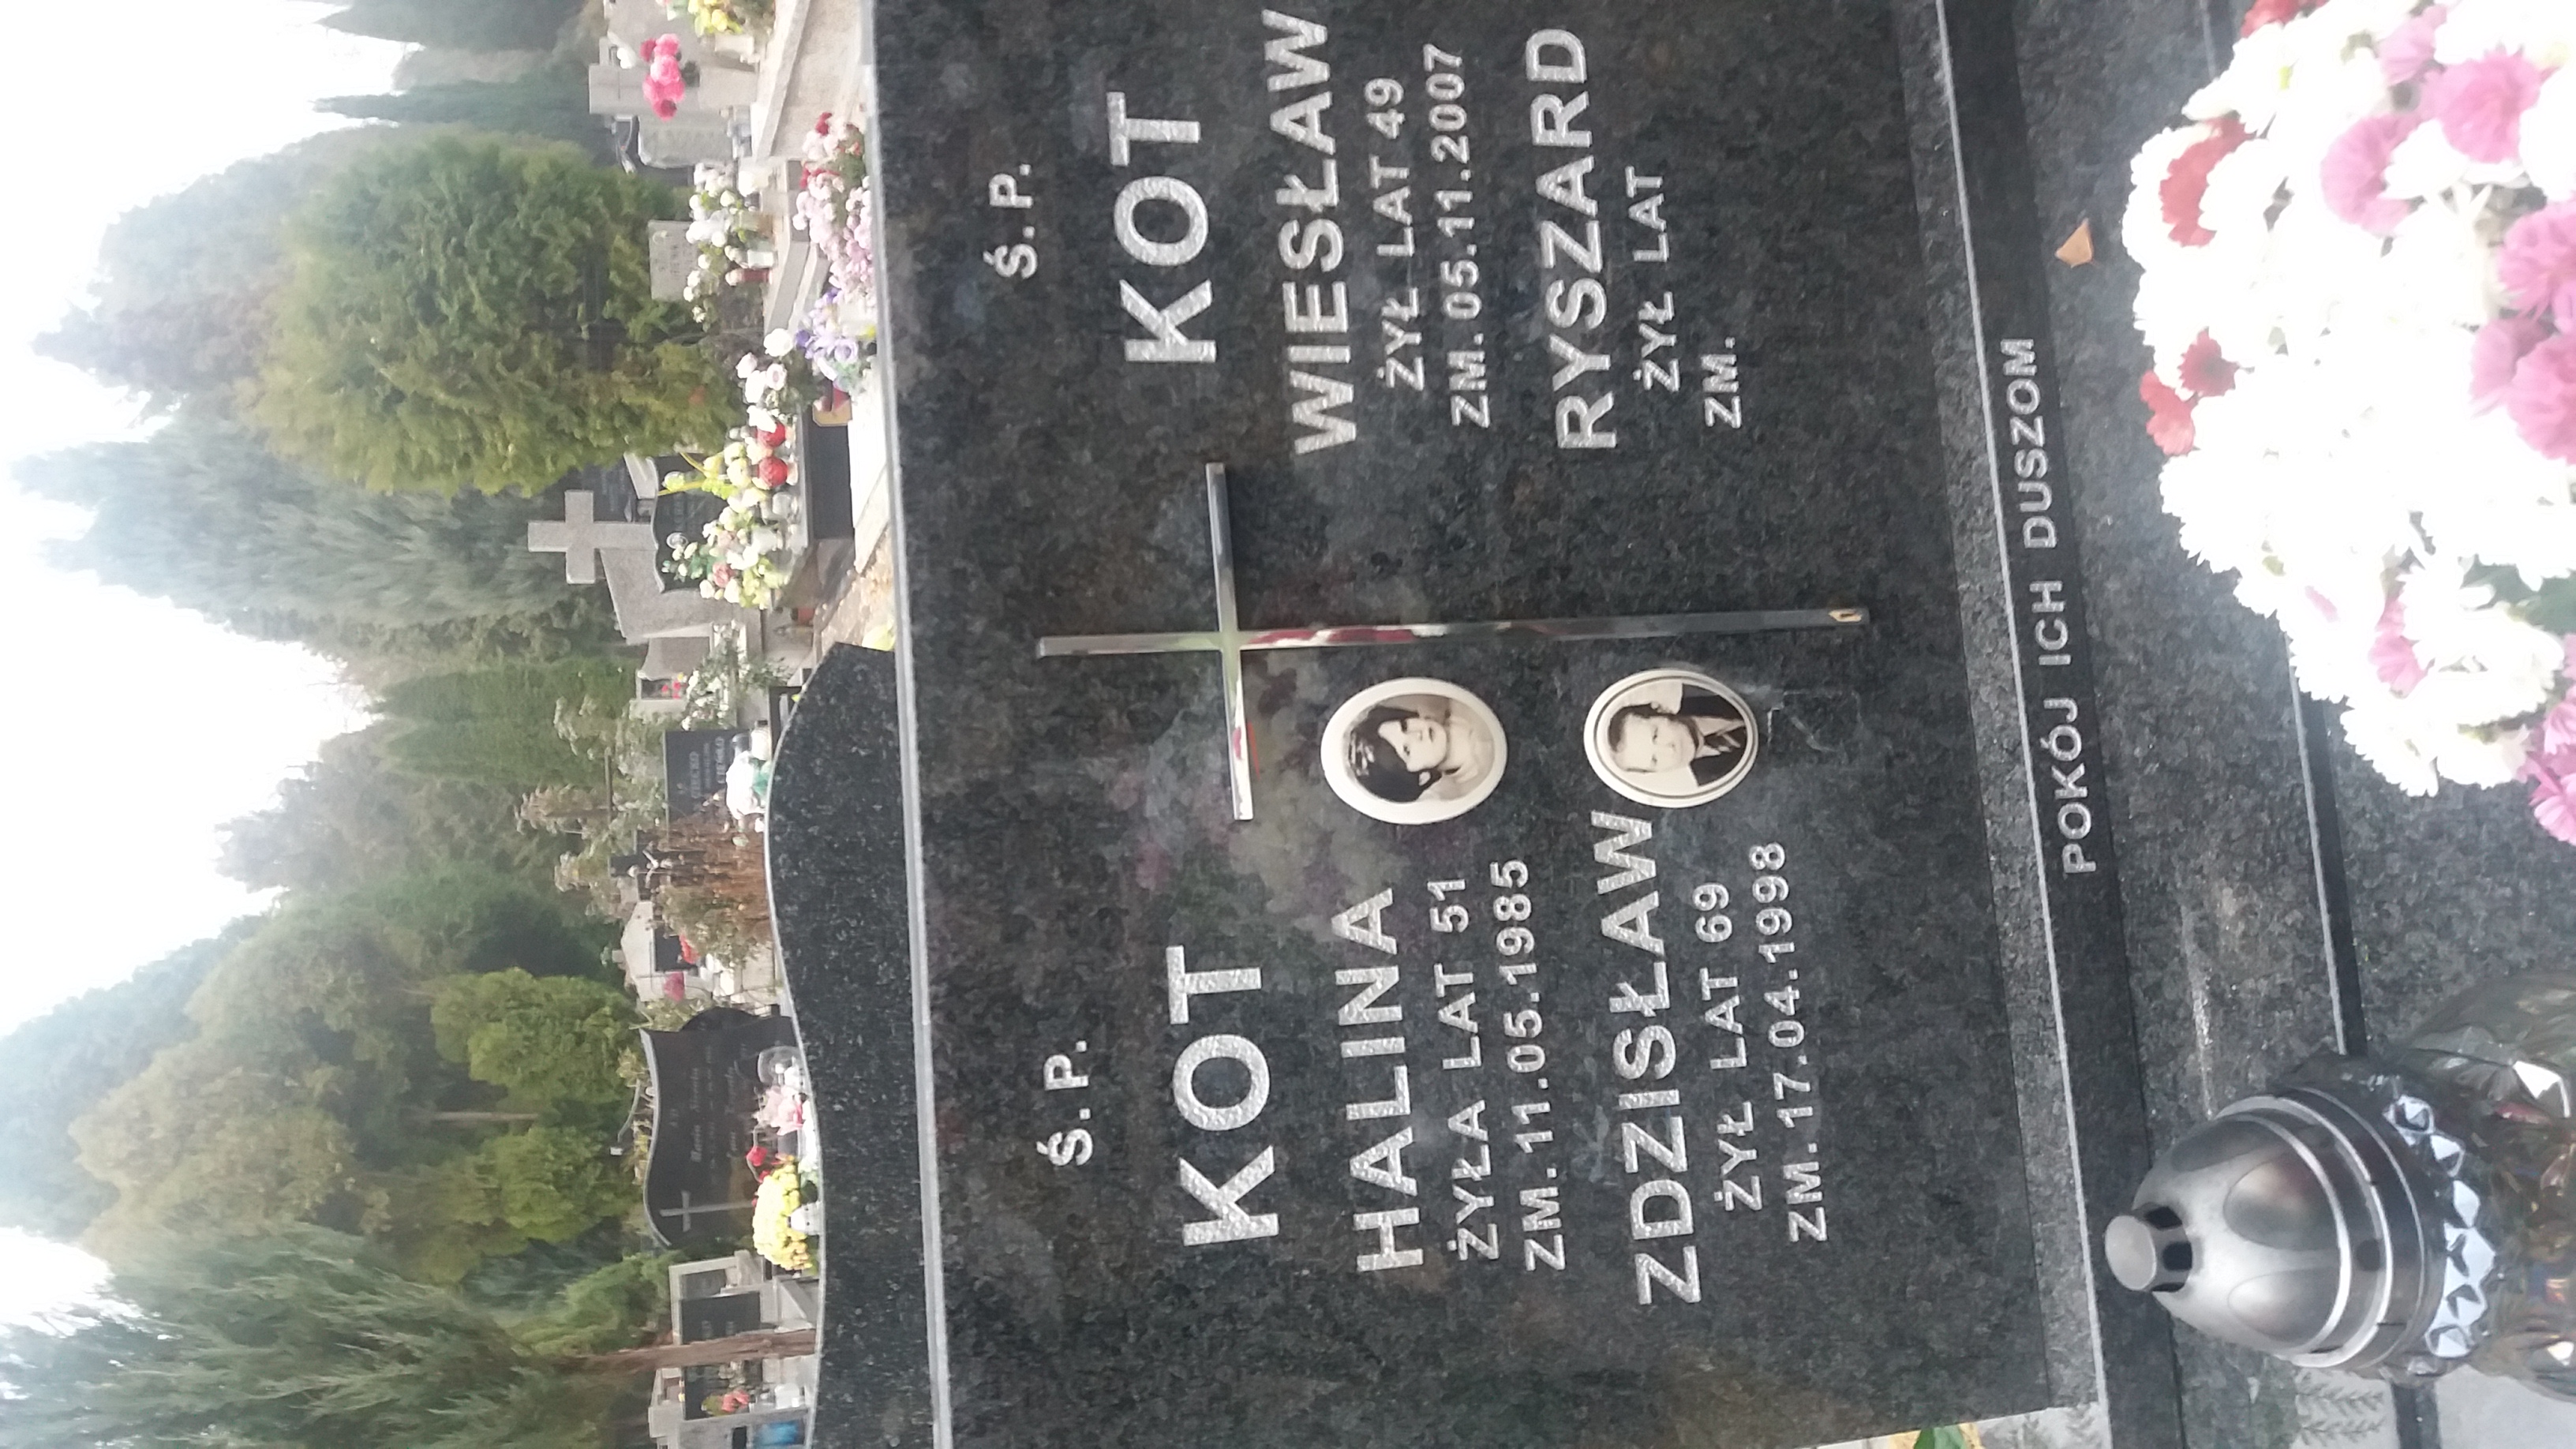 Ś.P.
KOT
HALINA
ŻYŁA LAT 51
ZM. 11.05.1985
ZDZISŁAW
ŻYŁ LAT 69
ZM. 17.04.1998
Ś.P.
KOT
WIESŁAW
ŻYŁ LAT 49
ZM. 05.11.2007
RYSZARD
ŻYŁ LAT
ZM.
POKÓJ ICH DUSZOM